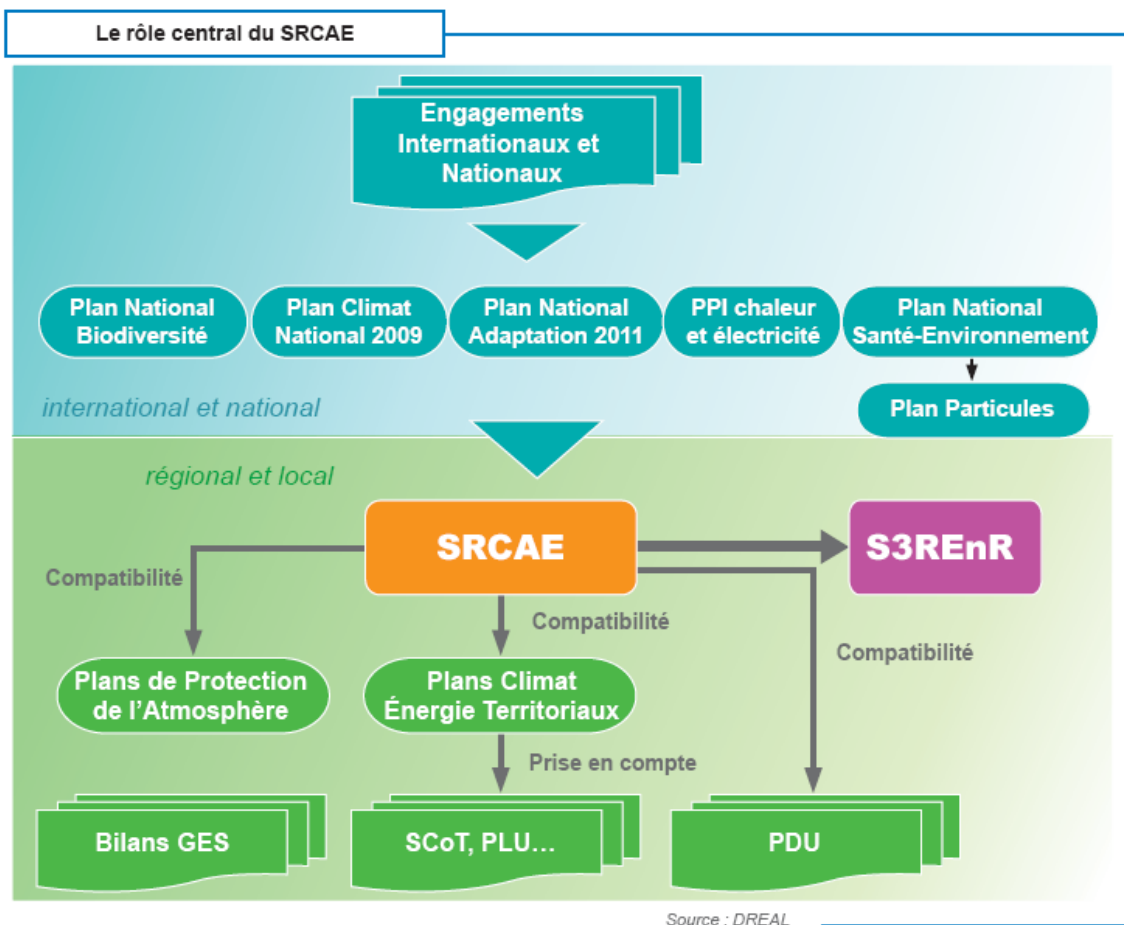 Le rôle central du SRCAE
Engagements
Internationaux et
Nationaux
Plan National
Biodiversité
Plan Climat
National 2009
Plan National
Adaptation 2011
PPI chaleur
et électricité
Plan National
Santé-Environnement
Plan Particules
international et national
régional et local
SRCAE
S3REnR
Compatibilité
Compatibilité
Compatibilité
Plans de Protection
de l'Atmosphère
Plans Climat
Énergie Territoriaux
Prise en compte
Bilans GES
SCoT, PLU...
PDU
Source : DREAL